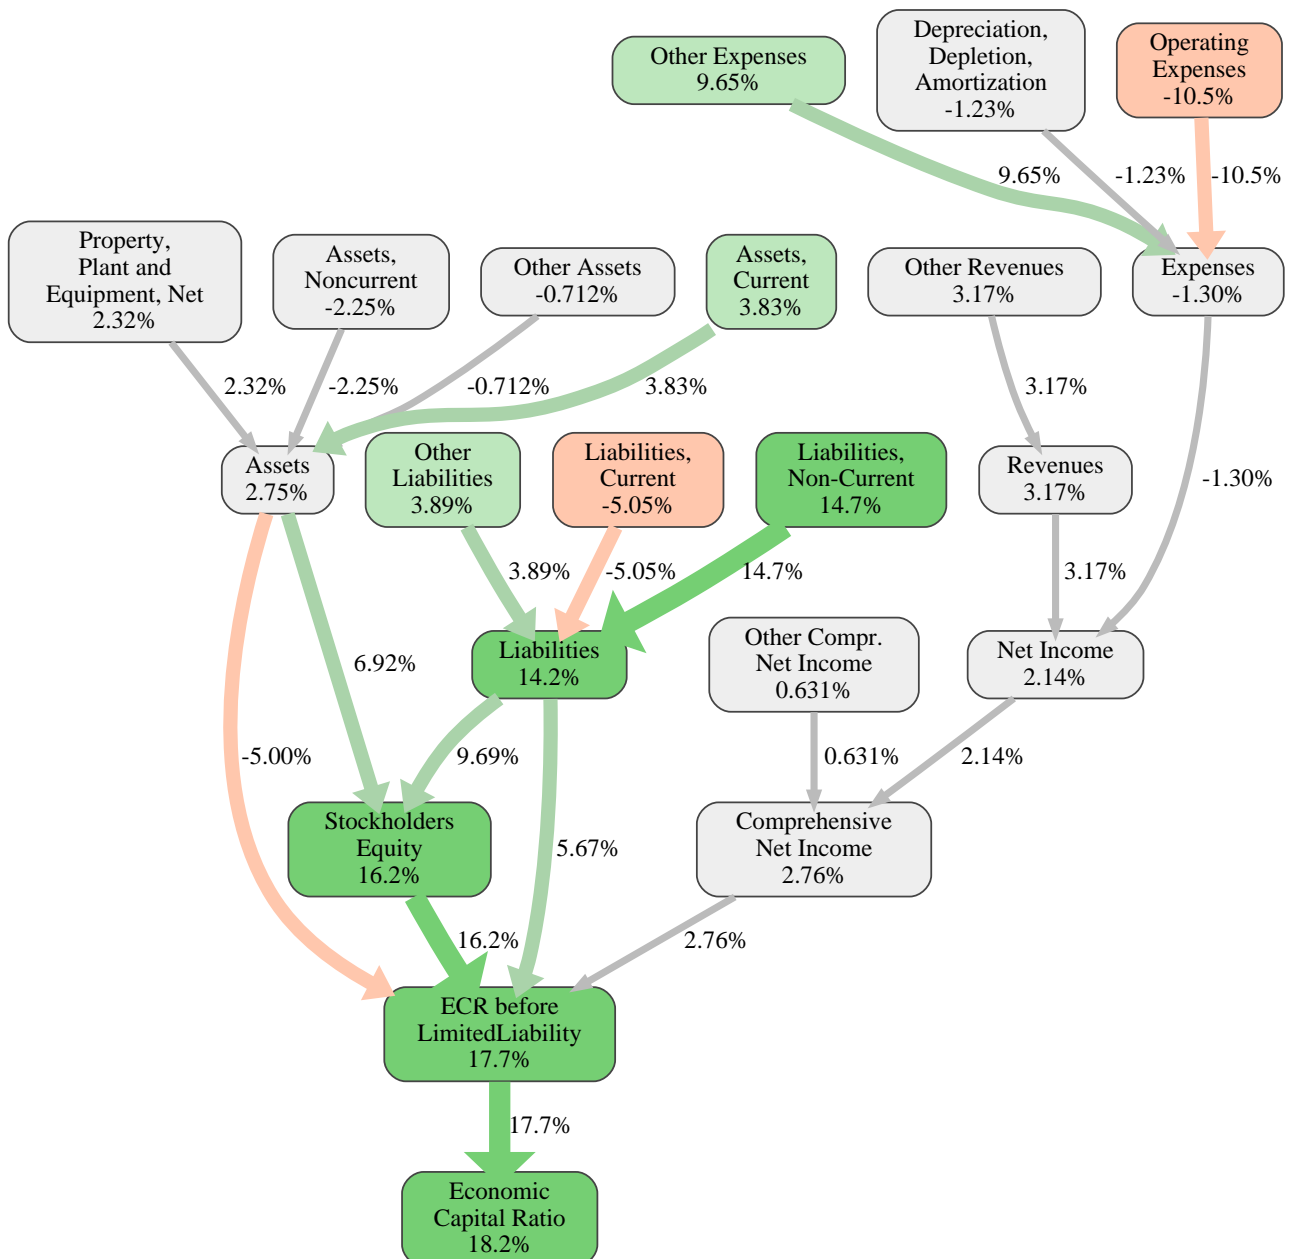 Other Expenses
9.65%
Depreciation,
Depletion,
Amortization
-1.23%
Operating
Expenses
-10.5%
9.65%
-1.23%
-10.5%
Property,
Plant and
Equipment, Net
2.32%
Assets,
Noncurrent
-2.25%
Other Assets
-0.712%
Assets,
Current
3.83%
Other Revenues
3.17%
Expenses
-1.30%
2.32%
-2.25%
-0.712%
3.83%
3.17%
-1.30%
Assets
2.75%
Other
Liabilities
3.89%
Liabilities,
Current
-5.05%
Liabilities,
Non-Current
14.7%
Revenues
3.17%
3.89%
-5.05%
14.7%
3.17%
Liabilities
14.2%
Other Compr.
Net Income
0.631%
Net Income
2.14%
6.92%
-5.00%
9.69%
0.631%
2.14%
Stockholders
Equity
16.2%
5.67%
Comprehensive
Net Income
2.76%
16.2%
2.76%
ECR before
LimitedLiability
17.7%
17.7%
Economic
Capital Ratio
18.2%